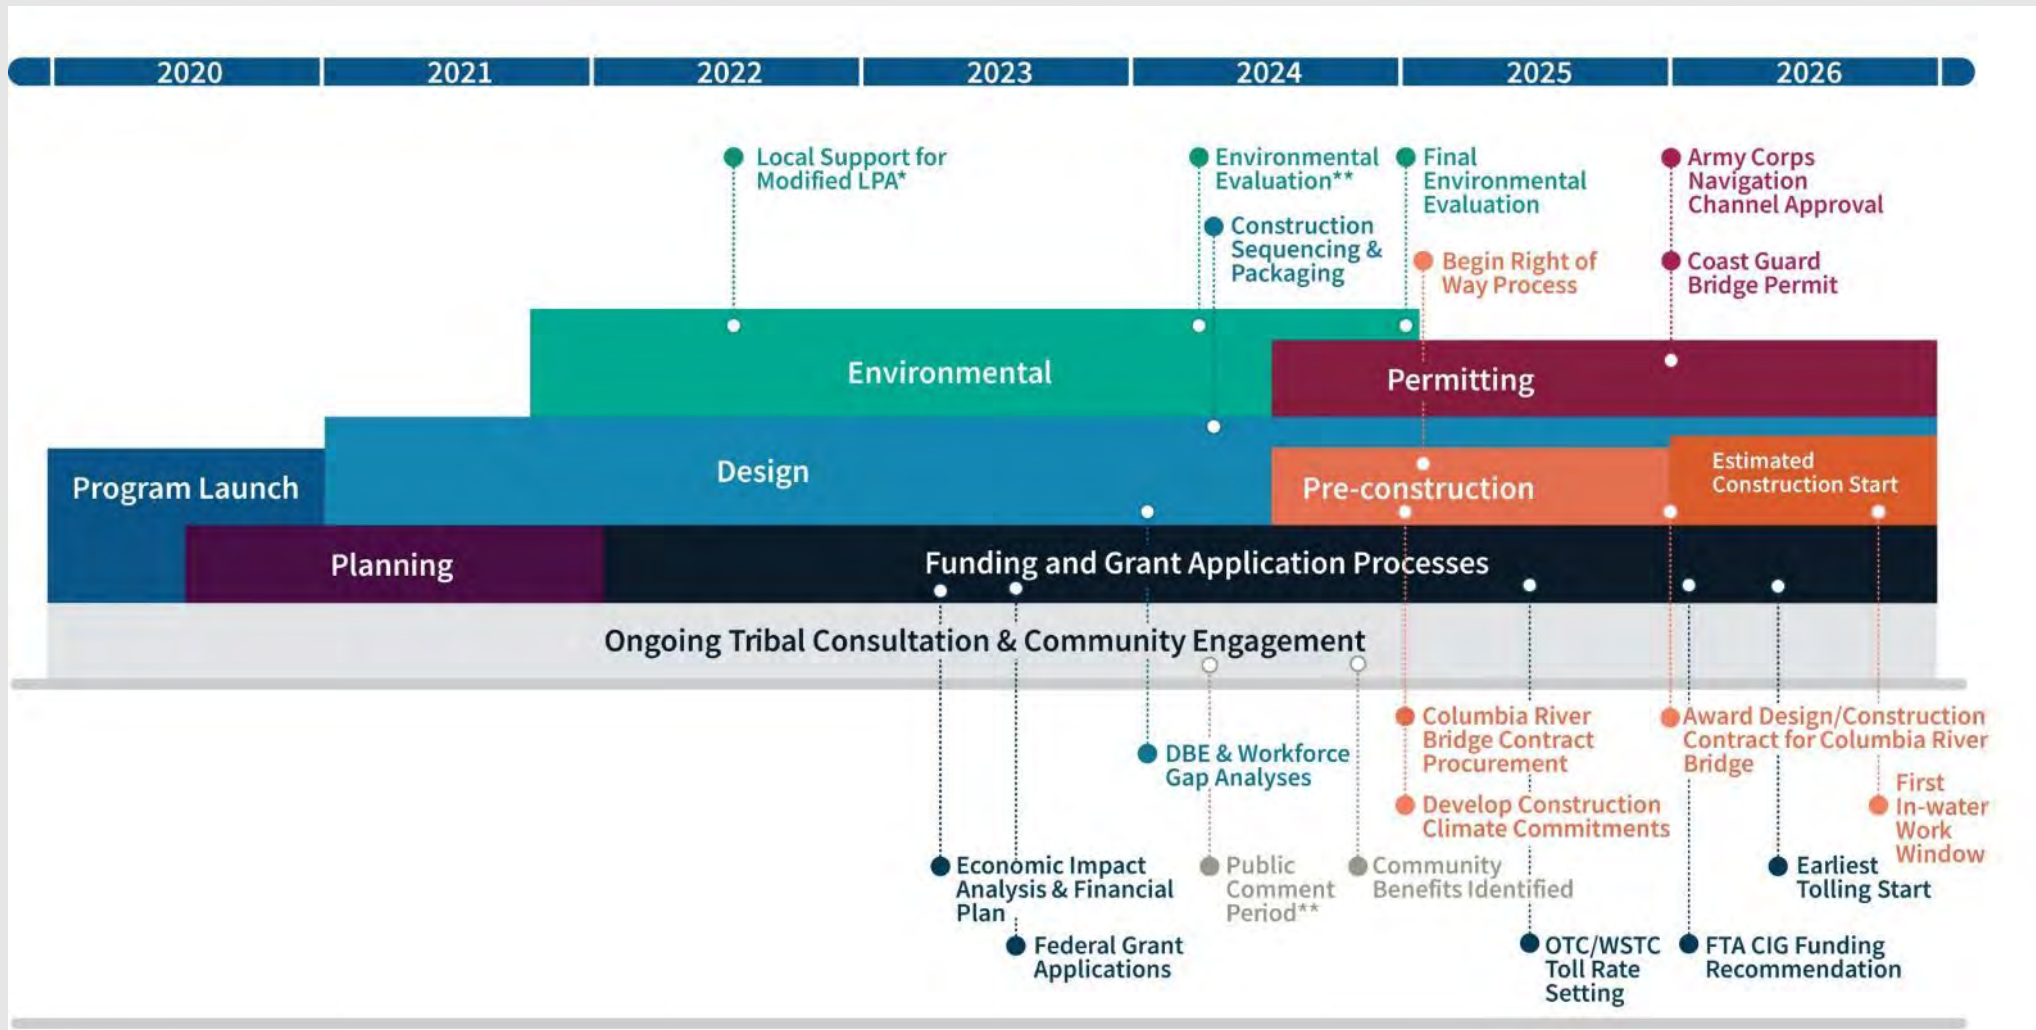 2020
2021
2022
2023
2024
2025
2026
Local Support for
Modified LPA*
Environmental
Evaluation**
Final
Environmental
Evaluation
Army Corps
Navigation
Channel Approval
Construction
Sequencing &
Packaging
Begin Right of
Way Process
Coast Guard
Bridge Permit
Environmental
Permitting
Program Launch
Design
Pre-construction
Estimated
Construction Start
Planning
Funding and Grant Application Processes
Ongoing Tribal Consultation & Community Engagement
Columbia River
Bridge Contract
Procurement
Award Design/Construction
Contract for Columbia River
Bridge
DBE & Workforce
Gap Analyses
Develop Construction
Climate Commitments
First
In-water
Work
Window
Economic Impact
Analysis & Financial
Plan
Public
Comment
Period**
Community
Benefits Identified
Earliest
Tolling Start
Federal Grant
Applications
OTC/WSTC
Toll Rate
Setting
FTA CIG Funding
Recommendation